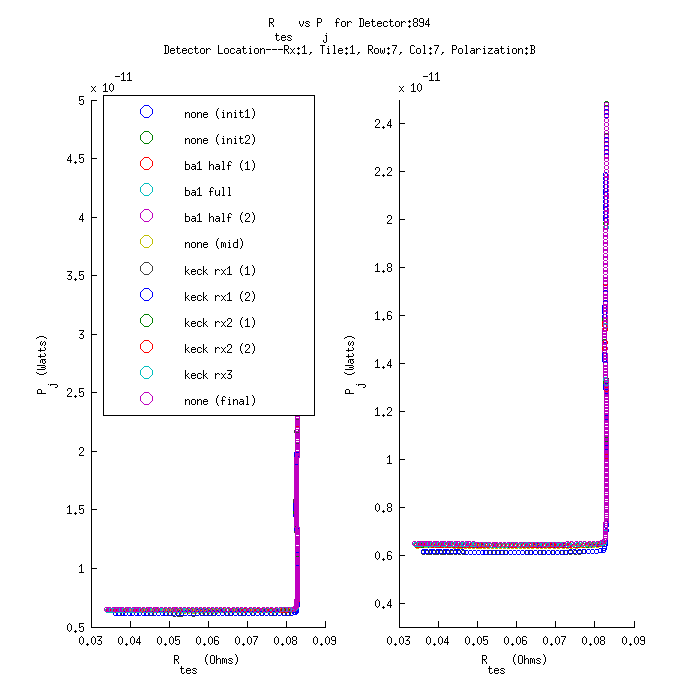 R_tes vs P_j for Detector:894
Detector Location---Rx:1, Tile:1, Row:7, Col:7, Polarization:B
x 10^-11
5
4.5
4
3.5
3
2.5
2
1.5
1
0.5
0.03 0.04 0.05 0.06 0.07 0.08 0.09
P_j (Watts)
R_tes (Ohms)
none (init1)
none (init2)
ba1 half (1)
ba1 full
ba1 half (2)
none (mid)
keck rx1 (1)
keck rx1 (2)
keck rx2 (1)
keck rx2 (2)
keck rx3
none (final)
x 10^-11
2.4
2.2
2
1.8
1.6
1.4
1.2
1
0.8
0.6
0.4
0.03 0.04 0.05 0.06 0.07 0.08 0.09
P_j (Watts)
R_tes (Ohms)